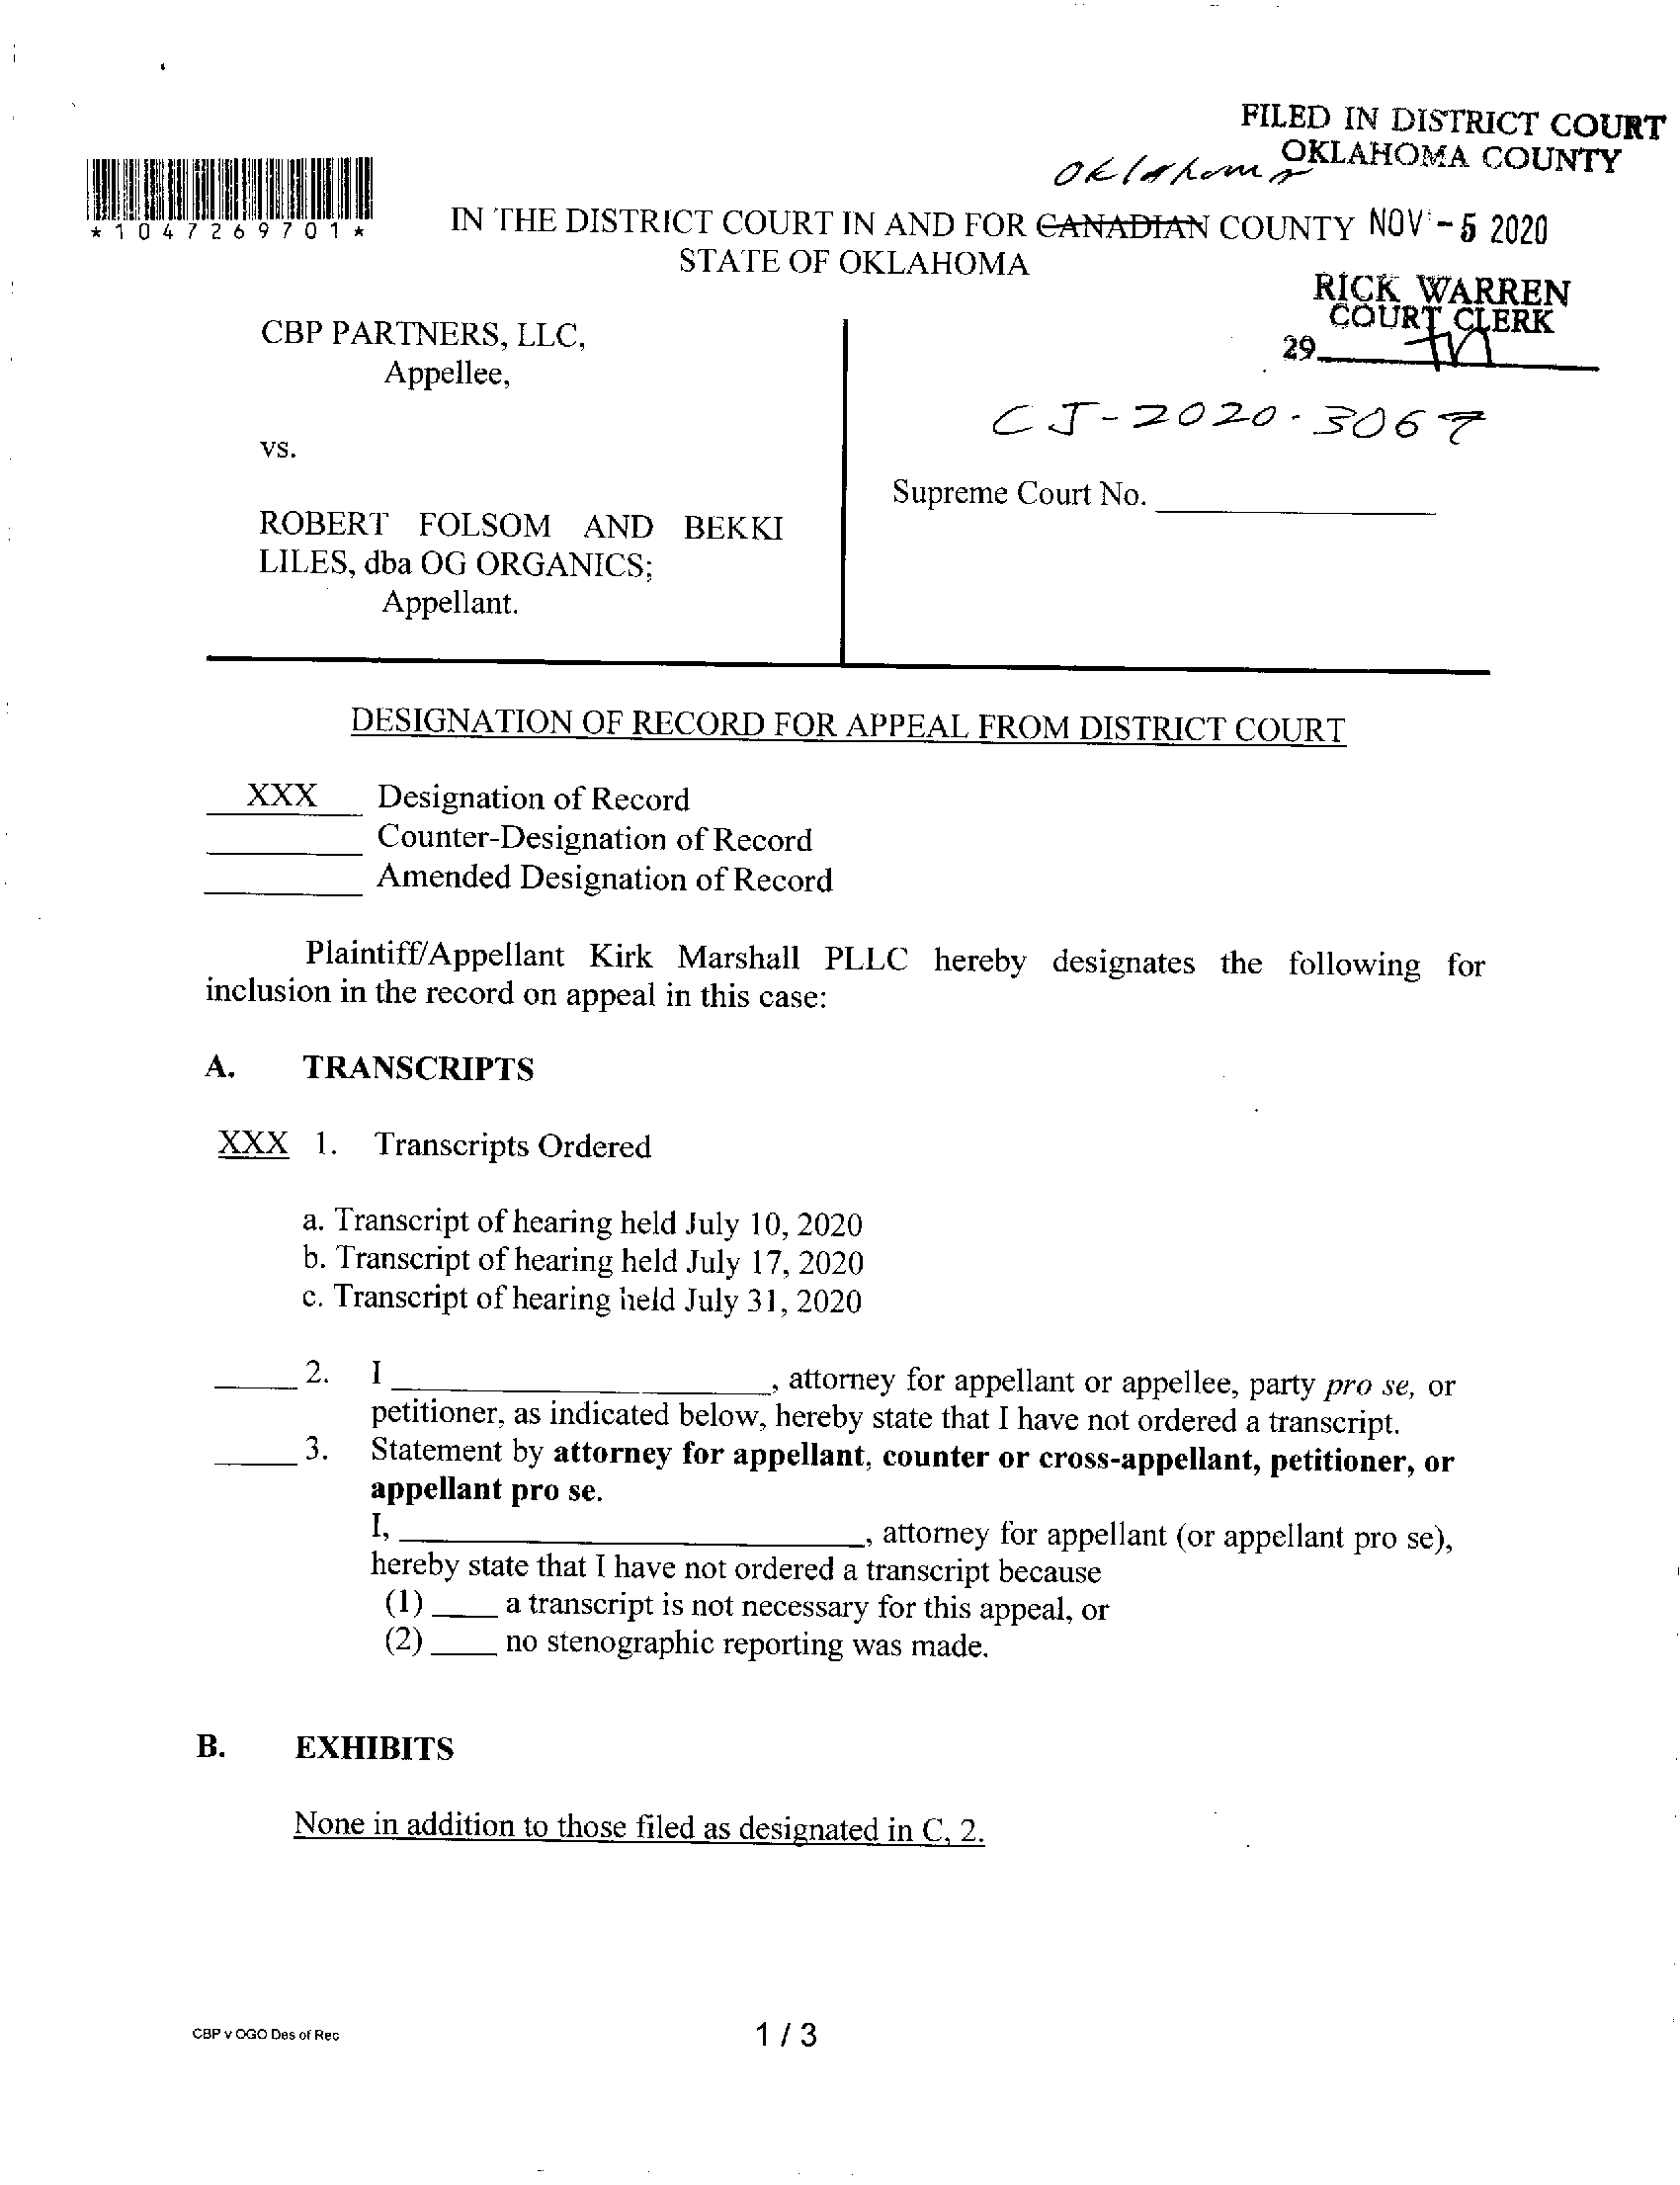 FILED IN DISTRICT COURT
OKLAHOMA COUNTY
Oklahoma
*1047269701*
IN THE DISTRICT COURT IN AND FOR CANADIAN COUNTY NOV -5 2020
STATE OF OKLAHOMA
RICK WARREN
COURT CLERK
29
CBP PARTNERS, LLC,
Appellee,
CJ-2020-3067
vs.
Supreme Court No.
ROBERT FOLSOM AND BEKKI
LILES, dba OG ORGANICS;
Appellant.
DESIGNATION OF RECORD FOR APPEAL FROM DISTRICT COURT
XXX Designation of Record
Counter-Designation of Record
Amended Designation of Record
Plaintiff/Appellant Kirk Marshall PLLC hereby designates the following for
inclusion in the record on appeal in this case:
A. TRANSCRIPTS
XXX 1. Transcripts Ordered
a. Transcript of hearing held July 10, 2020
b. Transcript of hearing held July 17, 2020
c. Transcript of hearing held July 31, 2020
2. I , attorney for appellant or appellee, party pro se, or
petitioner, as indicated below, hereby state that I have not ordered a transcript.
3. Statement by attorney for appellant, counter or cross-appellant, petitioner, or
appellant pro se.
I, , attorney for appellant (or appellant pro se),
hereby state that I have not ordered a transcript because
(1) ____ a transcript is not necessary for this appeal, or
(2) ____ no stenographic reporting was made.
B. EXHIBITS
None in addition to those filed as designated in C, 2.
CBP v OGO Des of Rec
1 / 3